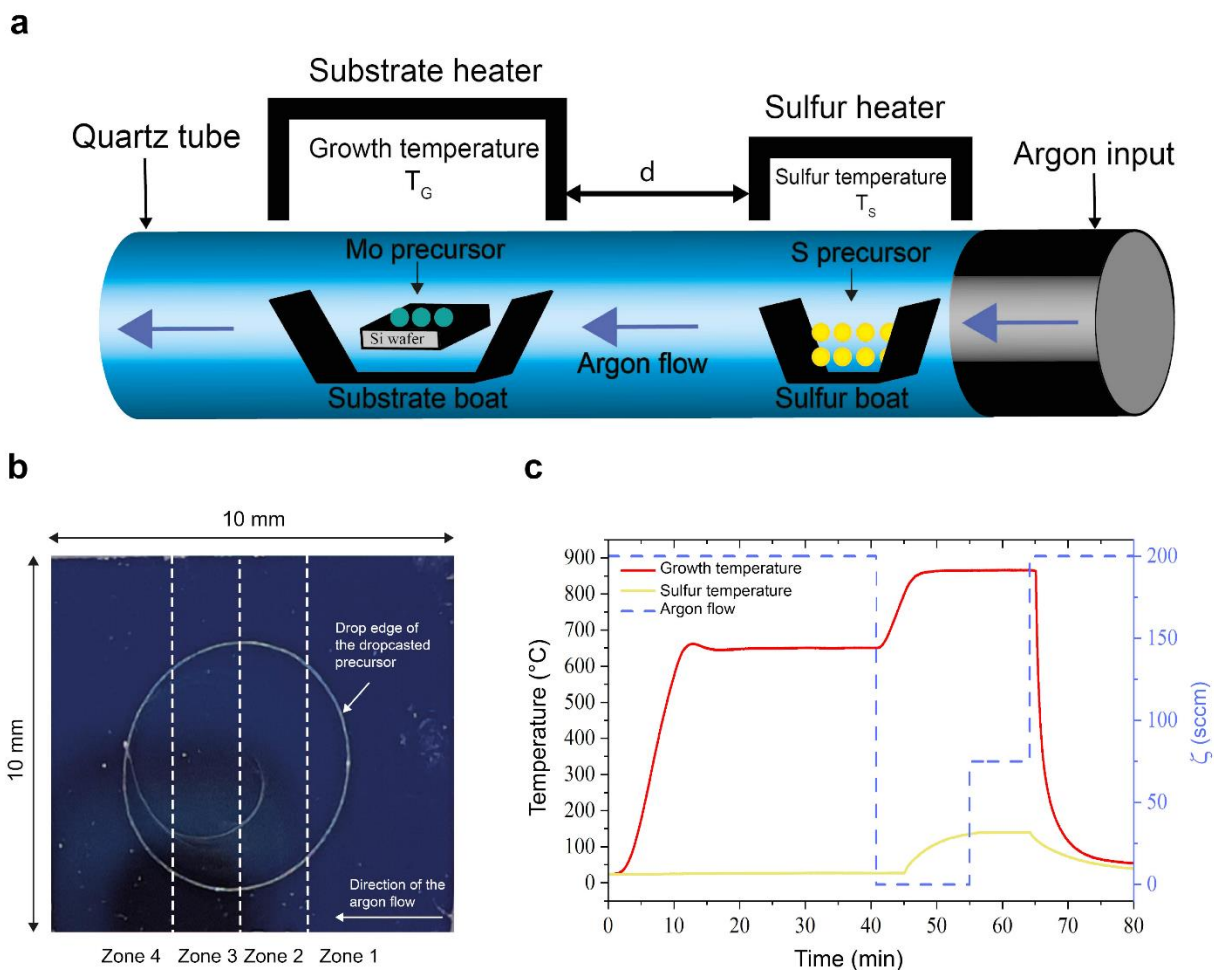 a
Substrate heater
Sulfur heater
Quartz tube
Growth temperature
T_G
d
Sulfur temperature
T_S
Argon input
Mo precursor
S precursor
Si wafer
Argon flow
Substrate boat
Sulfur boat
b
10 mm
10 mm
Drop edge of
the dropcasted
precursor
Direction of the
argon flow
Zone 4
Zone 3
Zone 2
Zone 1
c
Growth temperature
Sulfur temperature
Argon flow
Temperature (°C)
900
800
700
600
500
400
300
200
100
0
0
10
20
30
40
50
60
70
80
Time (min)
200
150
100
50
0
ζ (sccm)